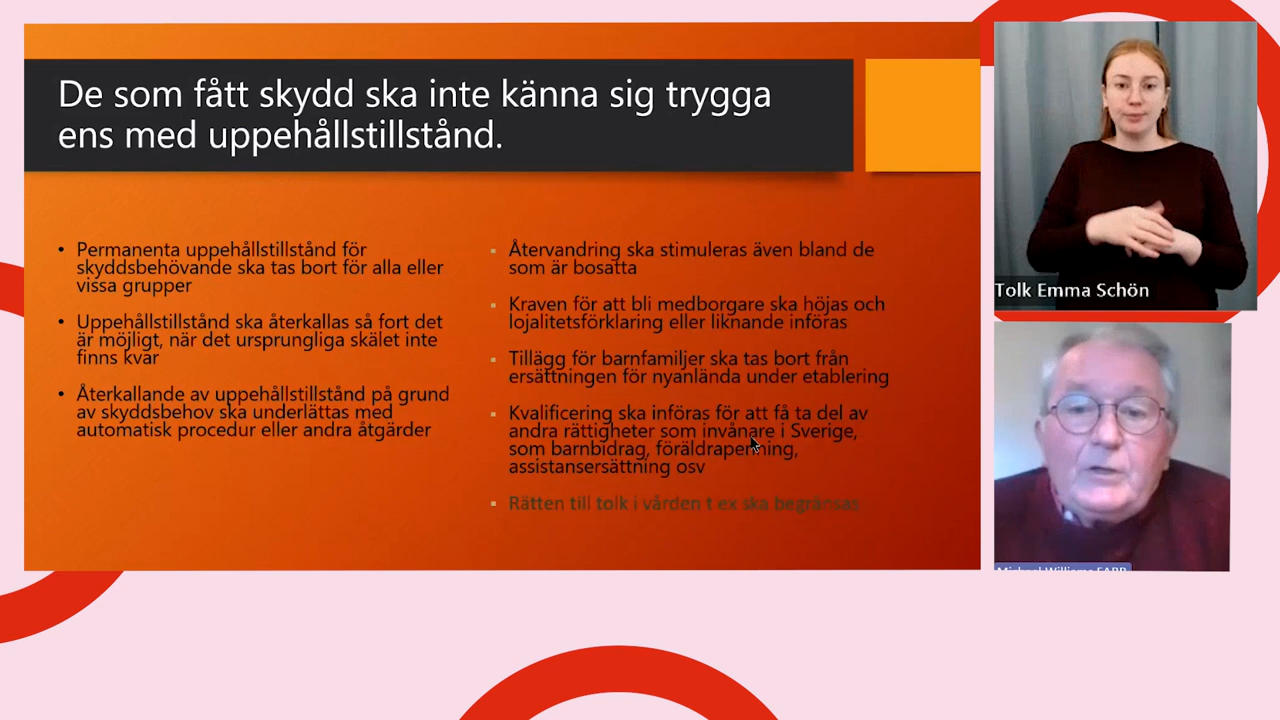 De som fått skydd ska inte känna sig trygga
ens med uppehållstillstånd.
• Permanenta uppehållstillstånd för
skyddsbehövande ska tas bort för alla eller
vissa grupper
• Uppehållstillstånd ska återkallas så fort det
är möjligt, när det ursprungliga skälet inte
finns kvar
• Återkallande av uppehållstillstånd på grund
av skyddsbehov ska underlättas med
automatisk procedur eller andra åtgärder
▪ Återvandring ska stimuleras även bland de
som är bosatta
▪ Kraven för att bli medborgare ska höjas och
lojalitetsförklaring eller liknande införas
▪ Tillägg för barnfamiljer ska tas bort från
ersättningen för nyanlända under etablering
▪ Kvalificering ska införas för att få ta del av
andra rättigheter som invånare i Sverige,
som barnbidrag, föräldrapenning,
assistansersättning osv
▪ Rätten till tolk i vården t ex ska begränsas
Tolk Emma Schön
Michael Williams FARR